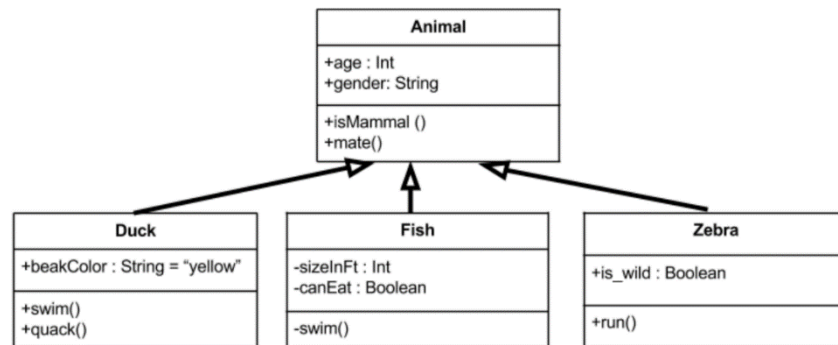 Animal
+age : Int
+gender: String
+isMammal ()
+mate()
Duck
+beakColor : String = “yellow”
+swim()
+quack()
Fish
-sizeInFt : Int
-canEat : Boolean
-swim()
Zebra
+is_wild : Boolean
+run()